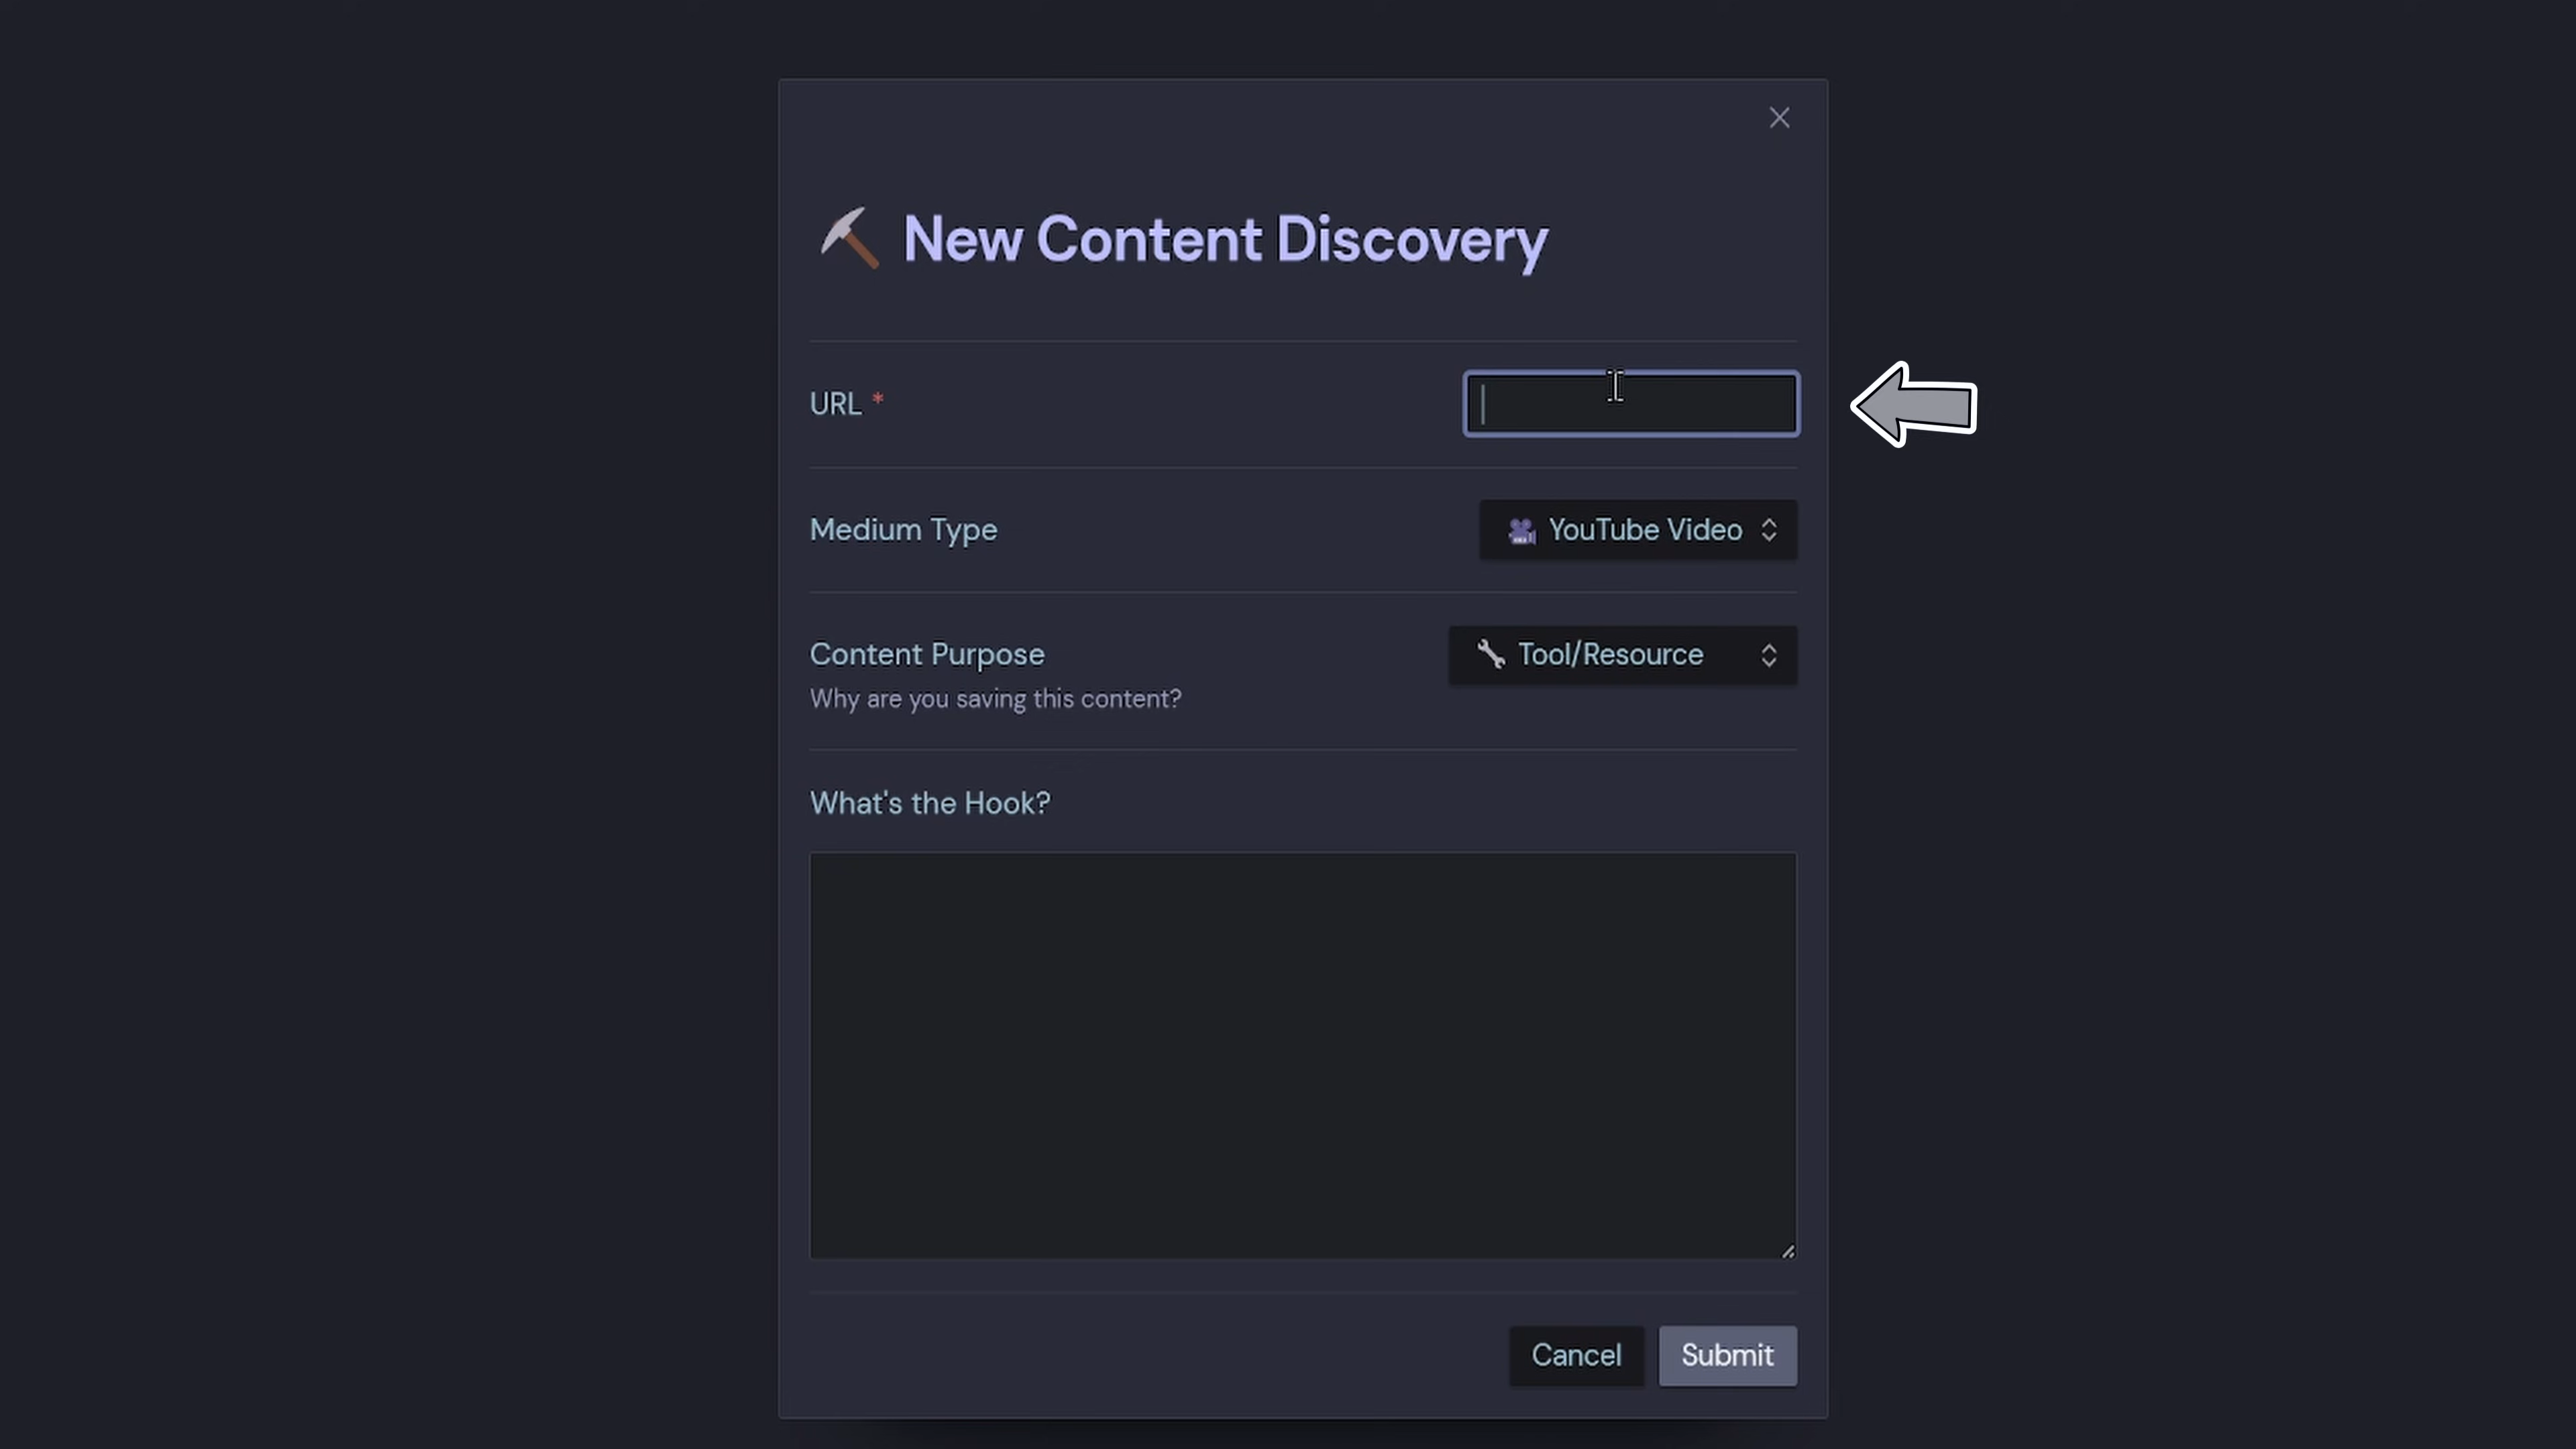 New Content Discovery
URL *
Medium Type
YouTube Video
Content Purpose
Tool/Resource
Why are you saving this content?
What's the Hook?
Cancel
Submit